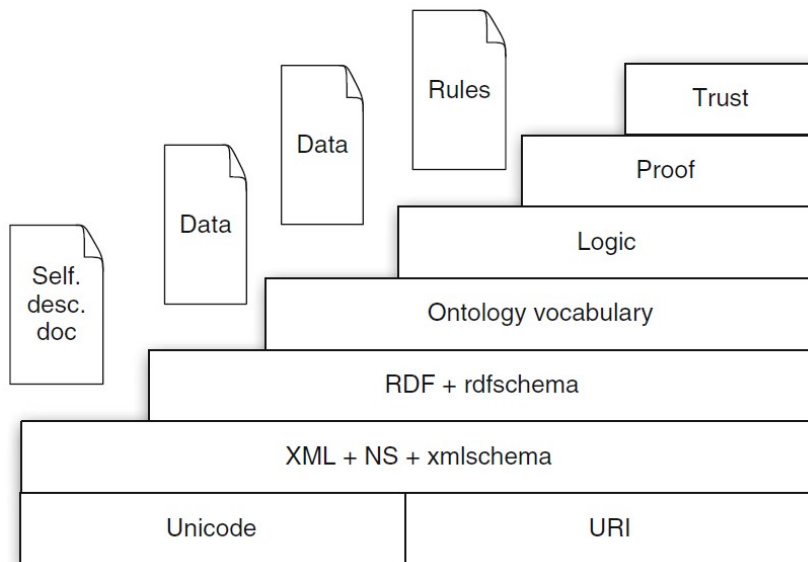 Rules
Trust
Data
Proof
Data
Logic
Self.
desc.
doc
Ontology vocabulary
RDF + rdfschema
XML + NS + xmlschema
Unicode
URI